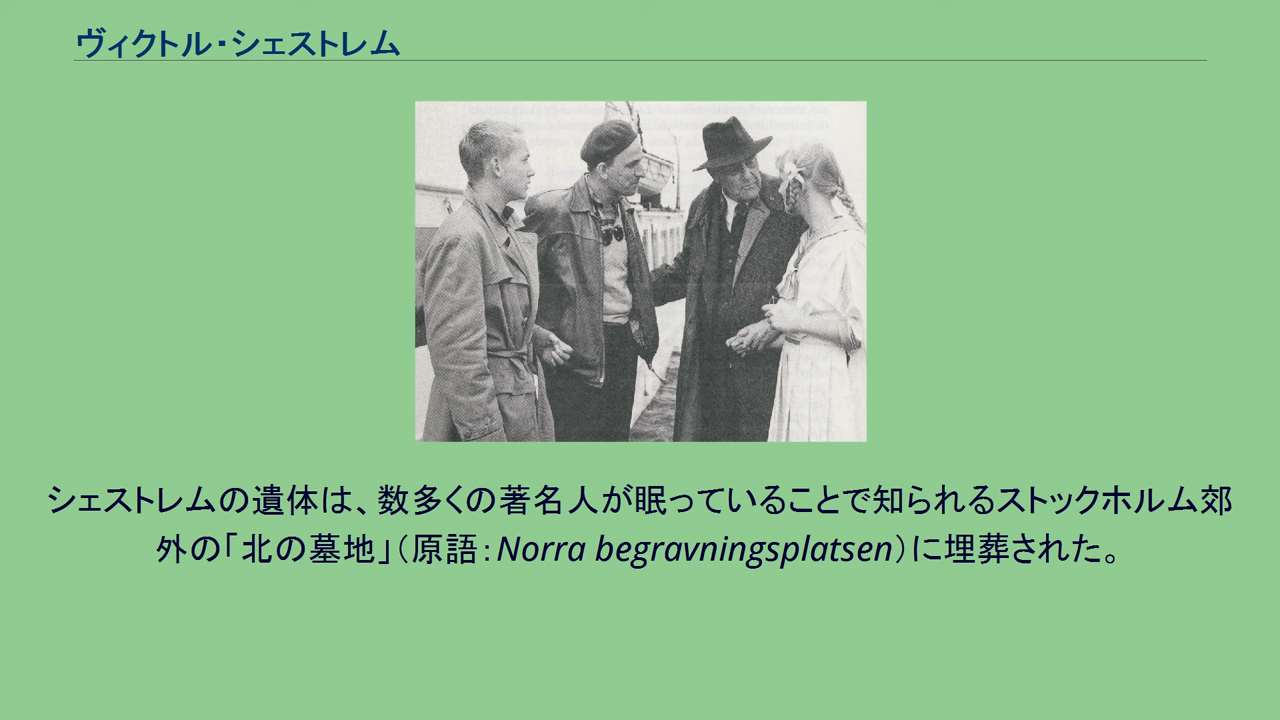 ヴィクトル・シェストレム
シェストレムの遺体は、数多くの著名人が眠っていることで知られるストックホルム郊
外の「北の墓地」（原語：Norra begravningsplatsen）に埋葬された。